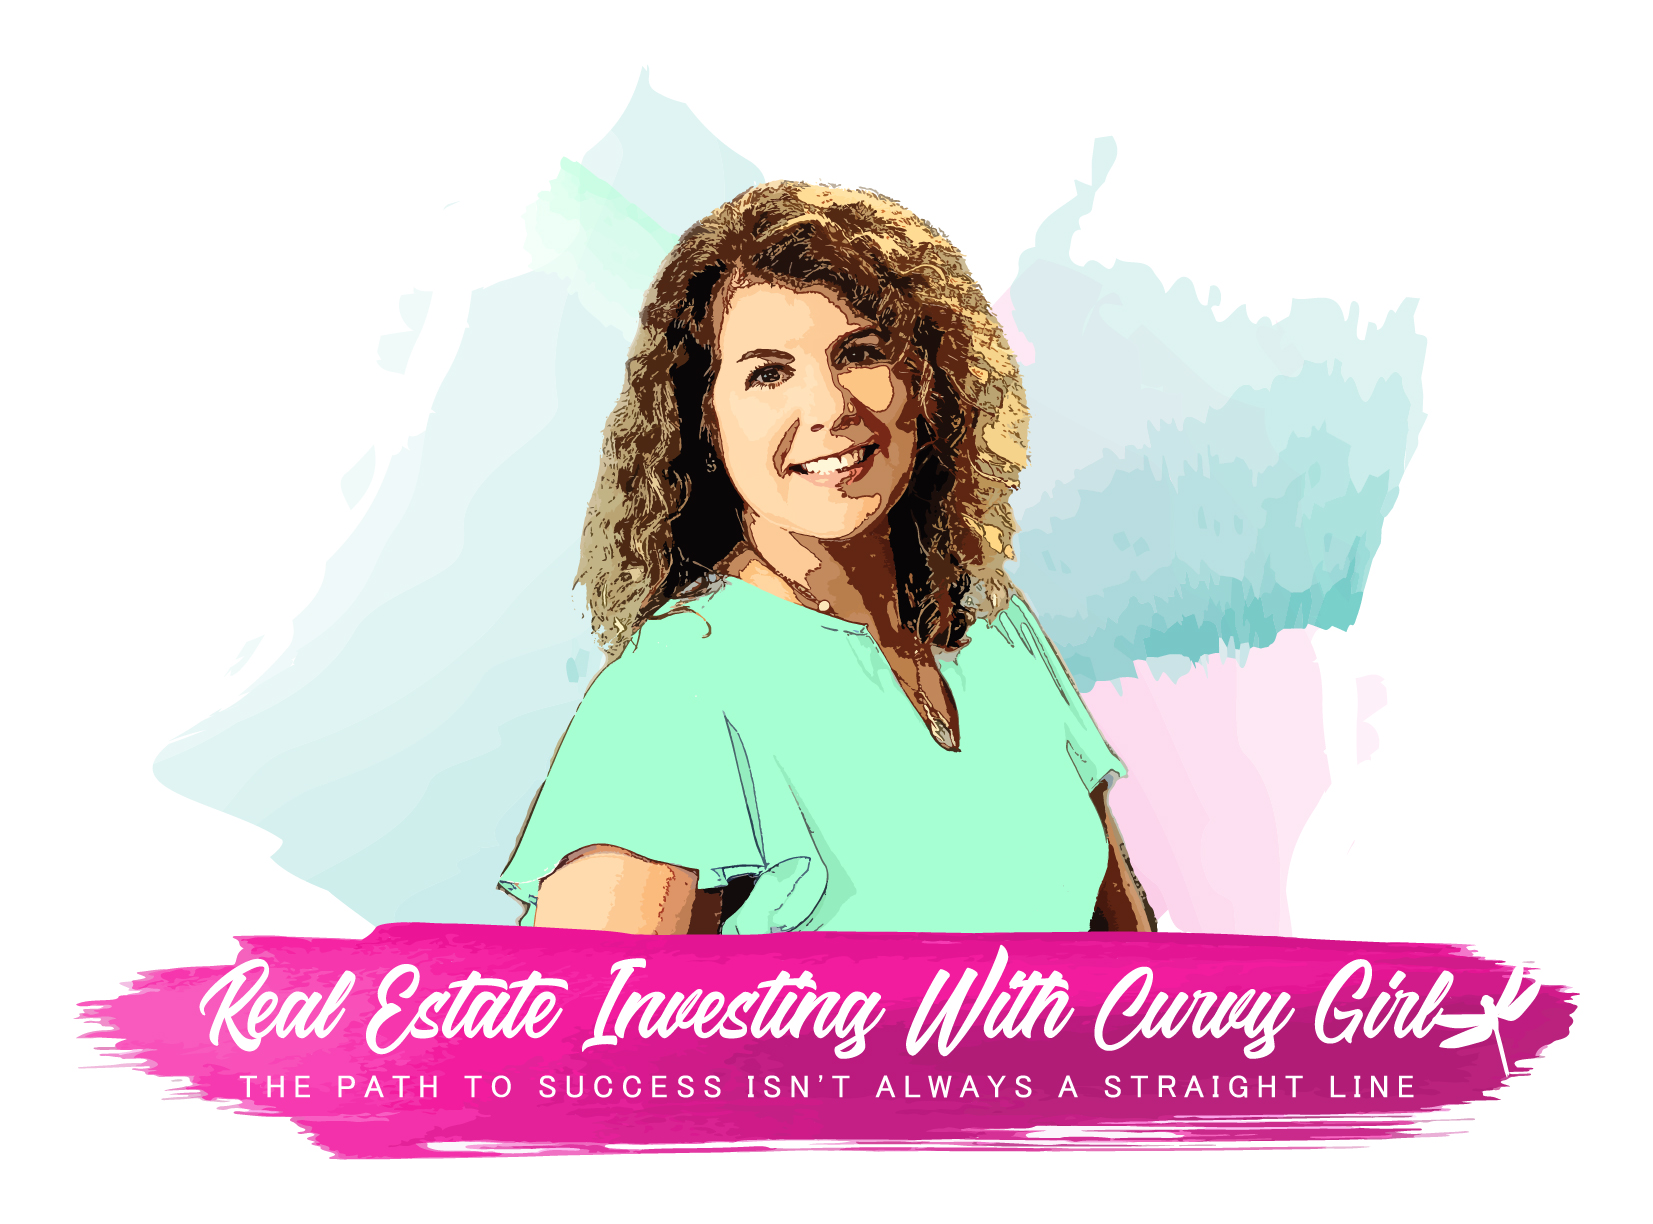 Real Estate Investing With Curvy Girl
THE PATH TO SUCCESS ISN'T ALWAYS A STRAIGHT LINE